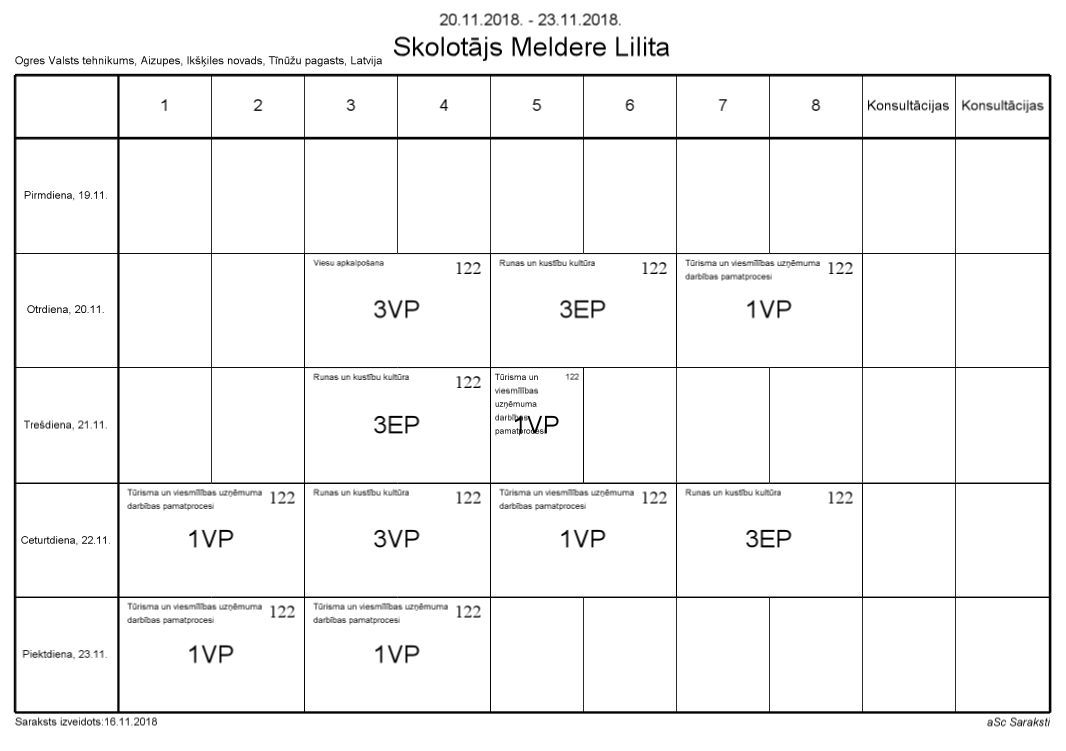 20.11.2018. - 23.11.2018.
Skolotājs Meldere Lilita
Ogres Valsts tehnikums, Aizupes, Ikšķiles novads, Tīnūžu pagasts, Latvija
1 2 3 4 5 6 7 8 Konsultācijas Konsultācijas
Pirmdiena, 19.11.
Otrdiena, 20.11.
Viesu apkalpošana 122
3VP
Runas un kustību kultūra 122
3EP
Tūrisma un viesmīlības uzņēmuma 122
darbības pamatprocesi
1VP
Trešdiena, 21.11.
Runas un kustību kultūra 122
3EP
Tūrisma un 122
viesmīlības
uzņēmuma
darbības
pamatprocesi
1VP
Ceturtdiena, 22.11.
Tūrisma un viesmīlības uzņēmuma 122
darbības pamatprocesi
1VP
Runas un kustību kultūra 122
3VP
Tūrisma un viesmīlības uzņēmuma 122
darbības pamatprocesi
1VP
Runas un kustību kultūra 122
3EP
Piektdiena, 23.11.
Tūrisma un viesmīlības uzņēmuma 122
darbības pamatprocesi
1VP
Tūrisma un viesmīlības uzņēmuma 122
darbības pamatprocesi
1VP
Saraksts izveidots:16.11.2018
aSc Saraksti